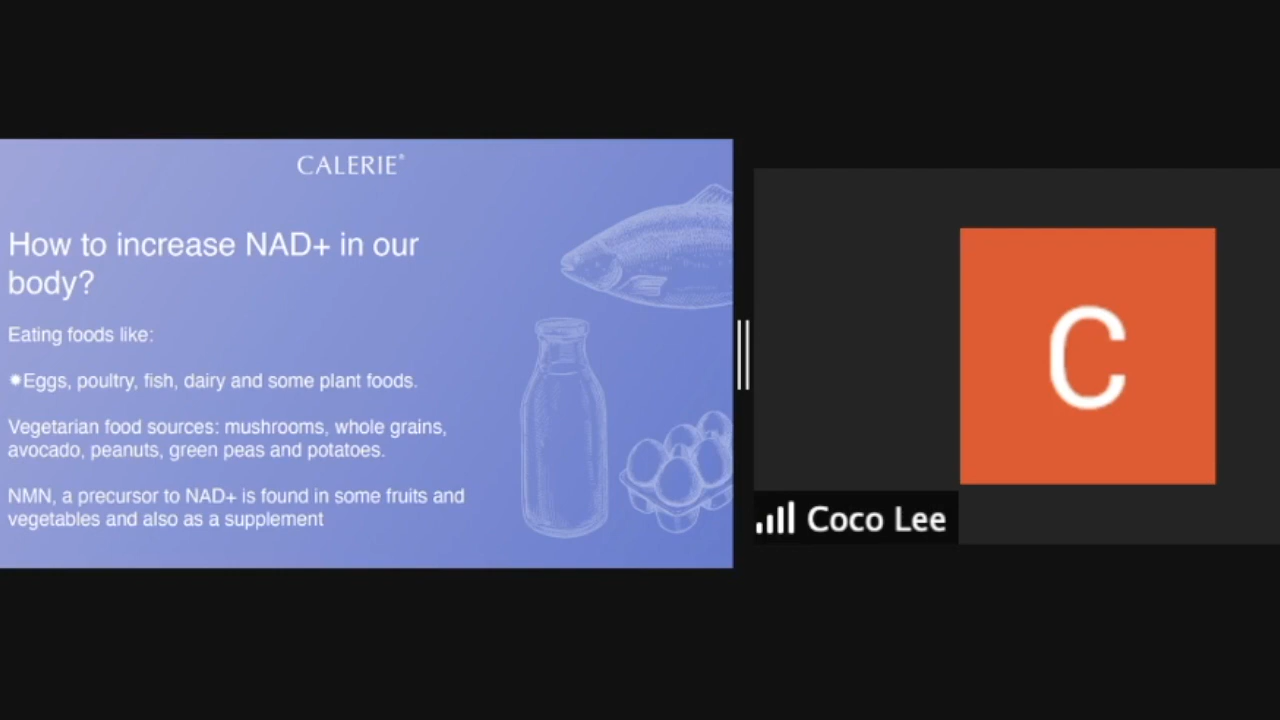 CALERIE®
How to increase NAD+ in our
body?
Eating foods like:
✹Eggs, poultry, fish, dairy and some plant foods.
Vegetarian food sources: mushrooms, whole grains,
avocado, peanuts, green peas and potatoes.
NMN, a precursor to NAD+ is found in some fruits and
vegetables and also as a supplement
C
Coco Lee